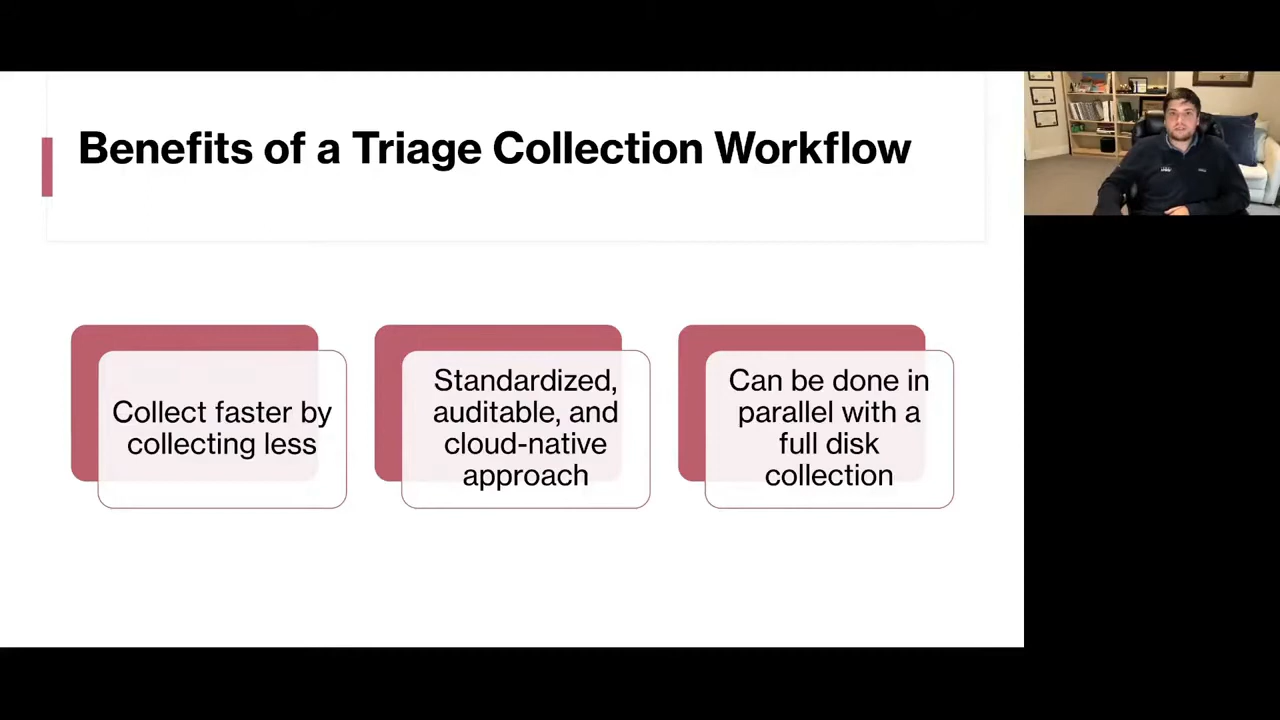 Benefits of a Triage Collection Workflow
Collect faster by
collecting less
Standardized,
auditable, and
cloud-native
approach
Can be done in
parallel with a
full disk
collection